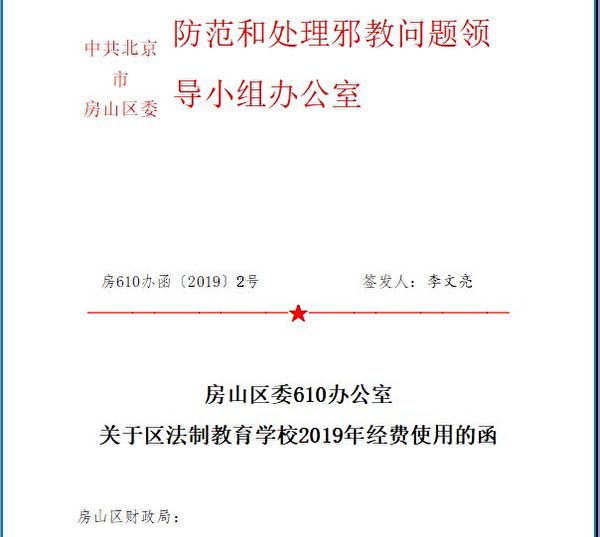 中共北京市
房山区委
防范和处理邪教问题领
导小组办公室
房610办函〔2019〕2号 签发人：李文亮
房山区委610办公室
关于区法制教育学校2019年经费使用的函
房山区财政局：